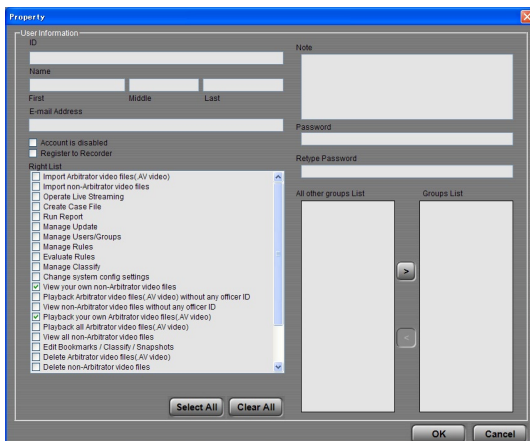 Property
User Information
ID
Name
First Middle Last
E-mail Address
Account is disabled
Register to Recorder
Right List
Import Arbitrator video files(.AV video)
Import non-Arbitrator video files
Operate Live Streaming
Create Case File
Run Report
Manage Update
Manage Users/Groups
Manage Rules
Evaluate Rules
Manage Classify
Change system config settings
View your own non-Arbitrator video files
Playback Arbitrator video files(.AV video) without any officer ID
View non-Arbitrator video files without any officer ID
Playback your own Arbitrator video files(.AV video)
Playback all Arbitrator video files(.AV video)
View all non-Arbitrator video files
Edit Bookmarks / Classify / Snapshots
Delete Arbitrator video files(.AV video)
Delete non-Arbitrator video files
Select All Clear All
Note
Password
Retype Password
All other groups List Groups List
>
<
OK Cancel